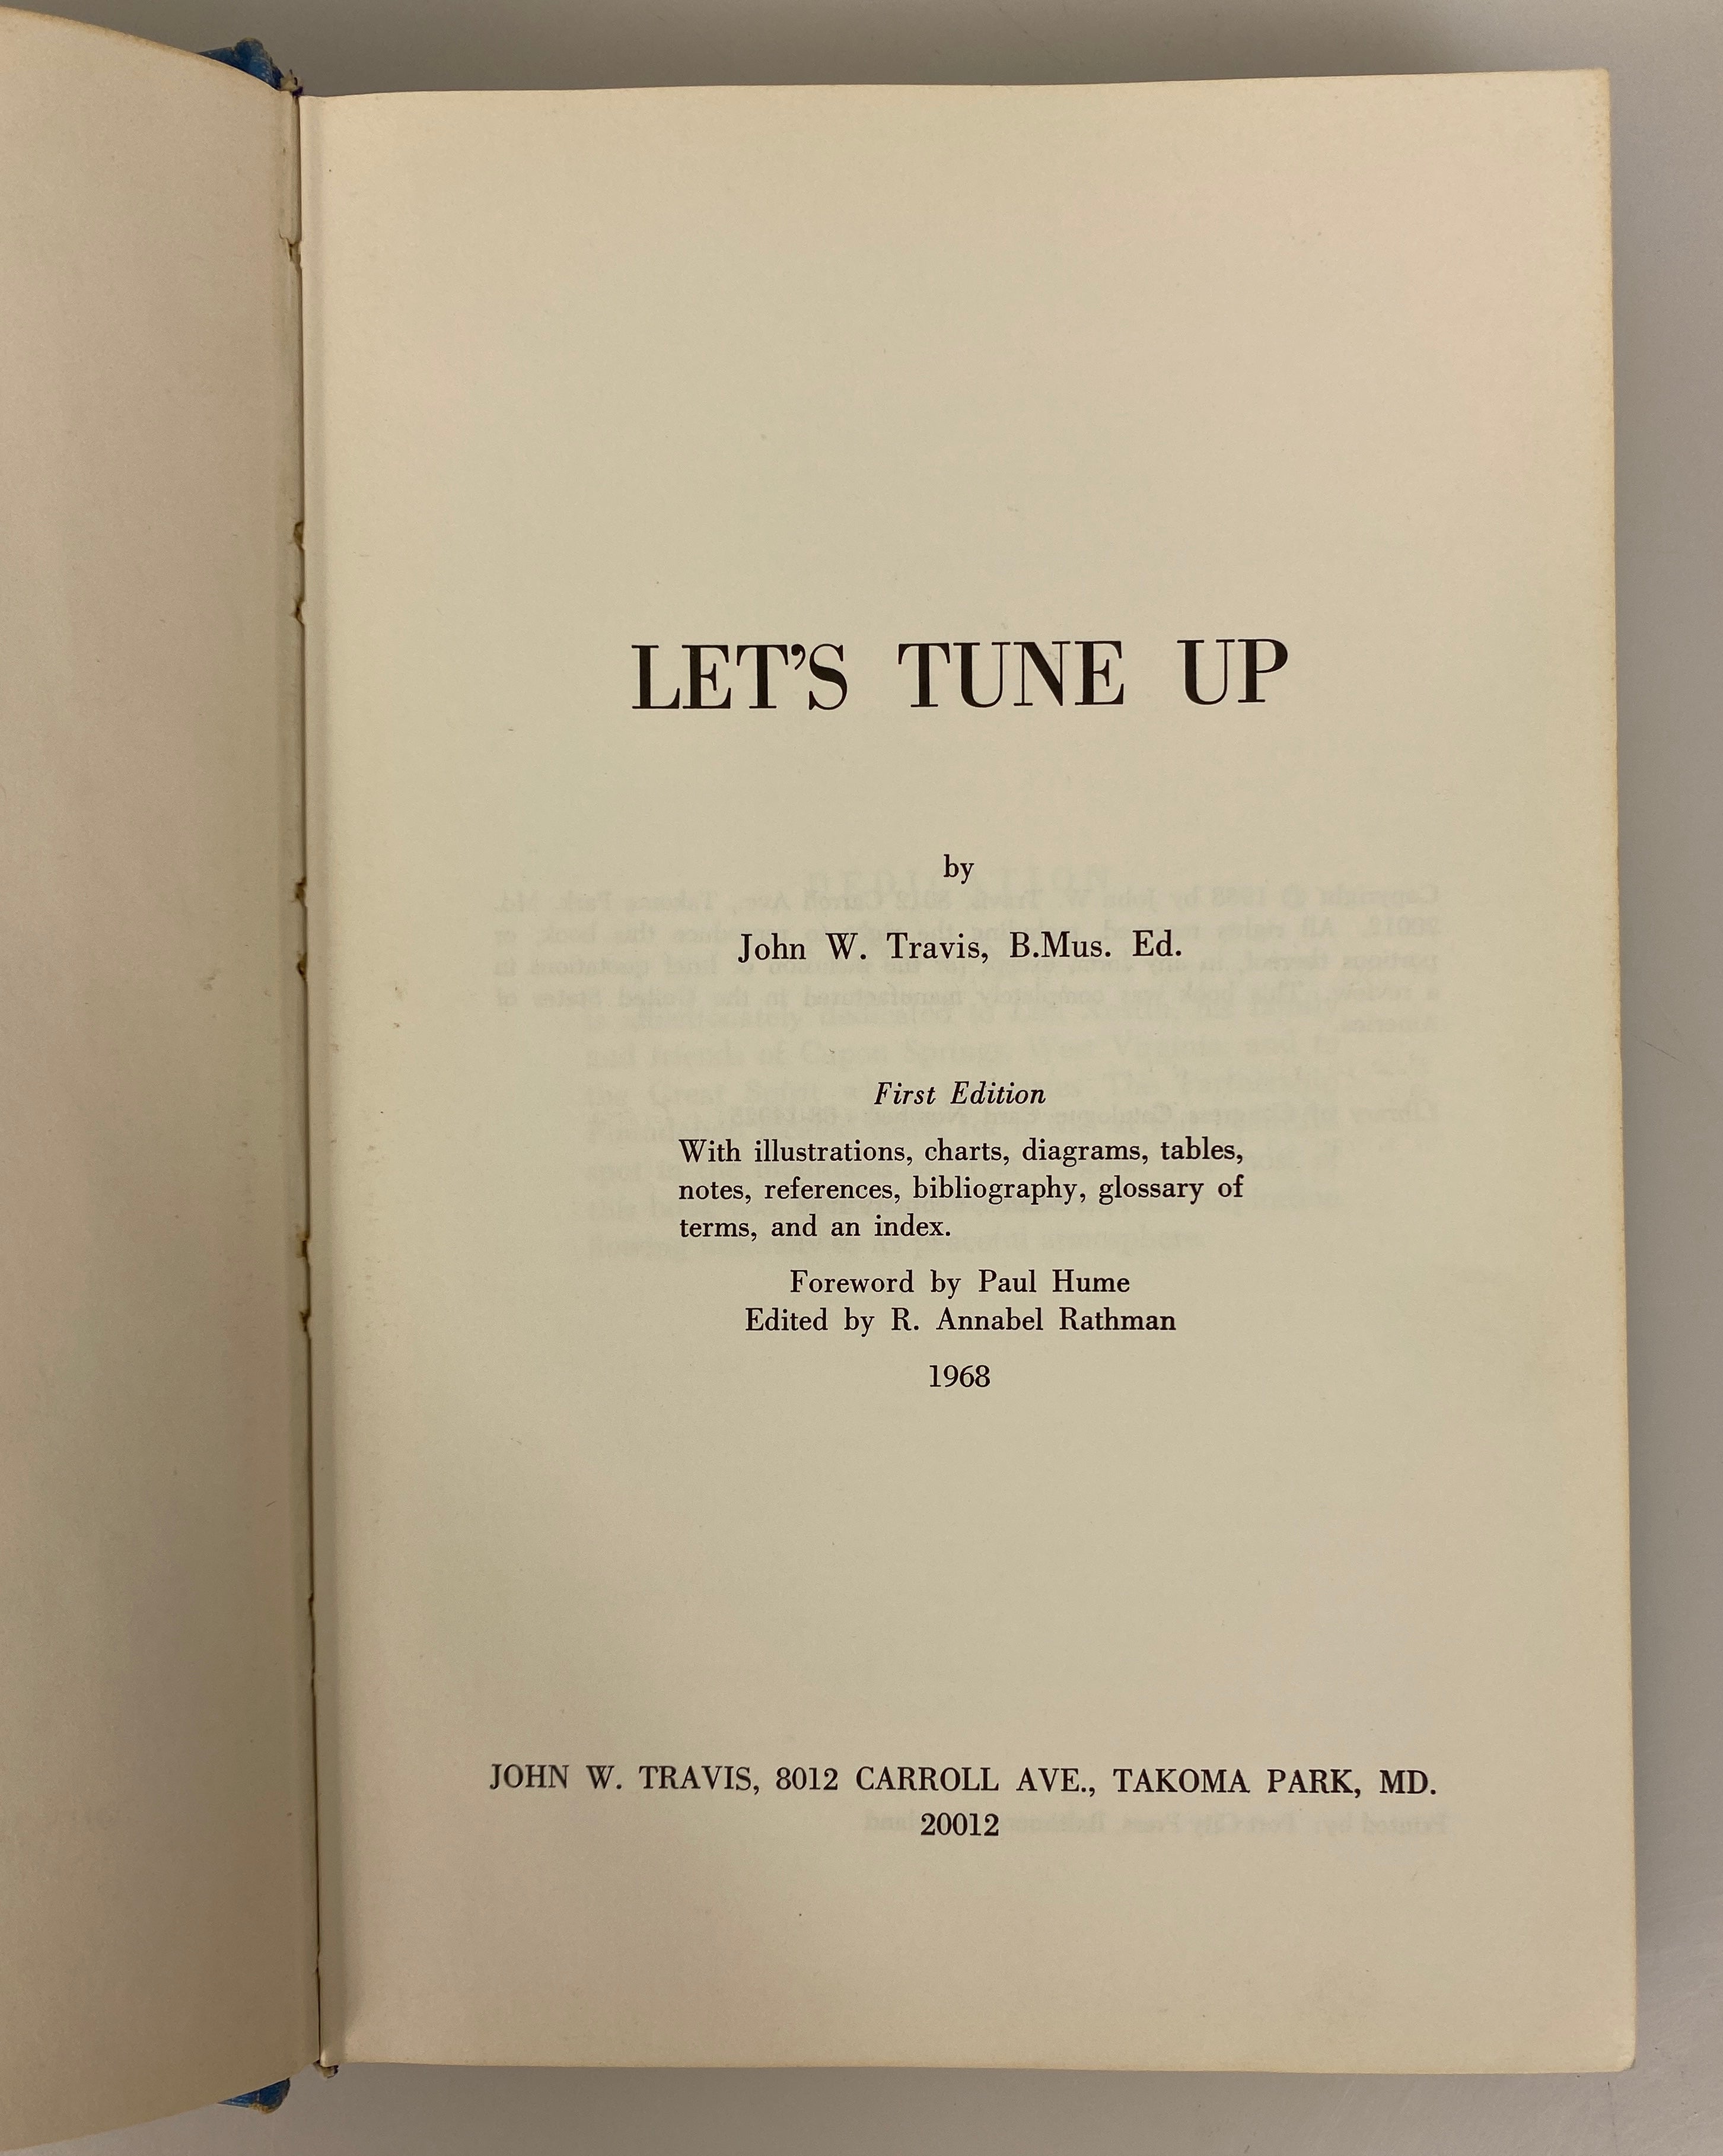 LET'S TUNE UP
by
John W. Travis, B.Mus. Ed.
First Edition
With illustrations, charts, diagrams, tables,
notes, references, bibliography, glossary of
terms, and an index.
Foreword by Paul Hume
Edited by R. Annabel Rathman
1968
JOHN W. TRAVIS, 8012 CARROLL AVE., TAKOMA PARK, MD.
20012